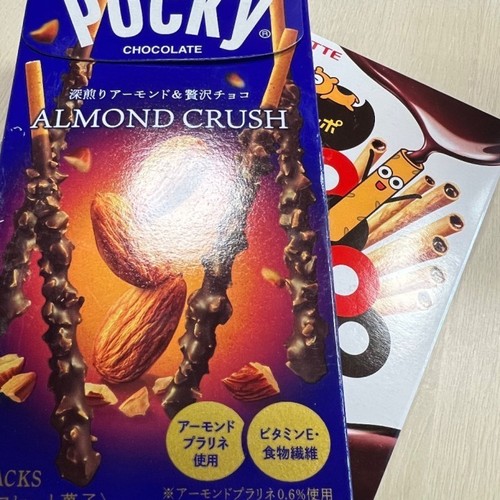 POCKY®
CHOCOLATE
深煎りアーモンド&贅沢チョコ
ALMOND CRUSH
アーモンド
プラリネ
使用
ビタミンE・
食物繊維
※アーモンドプラリネ0.6%使用
ACKS
TTE
ポ